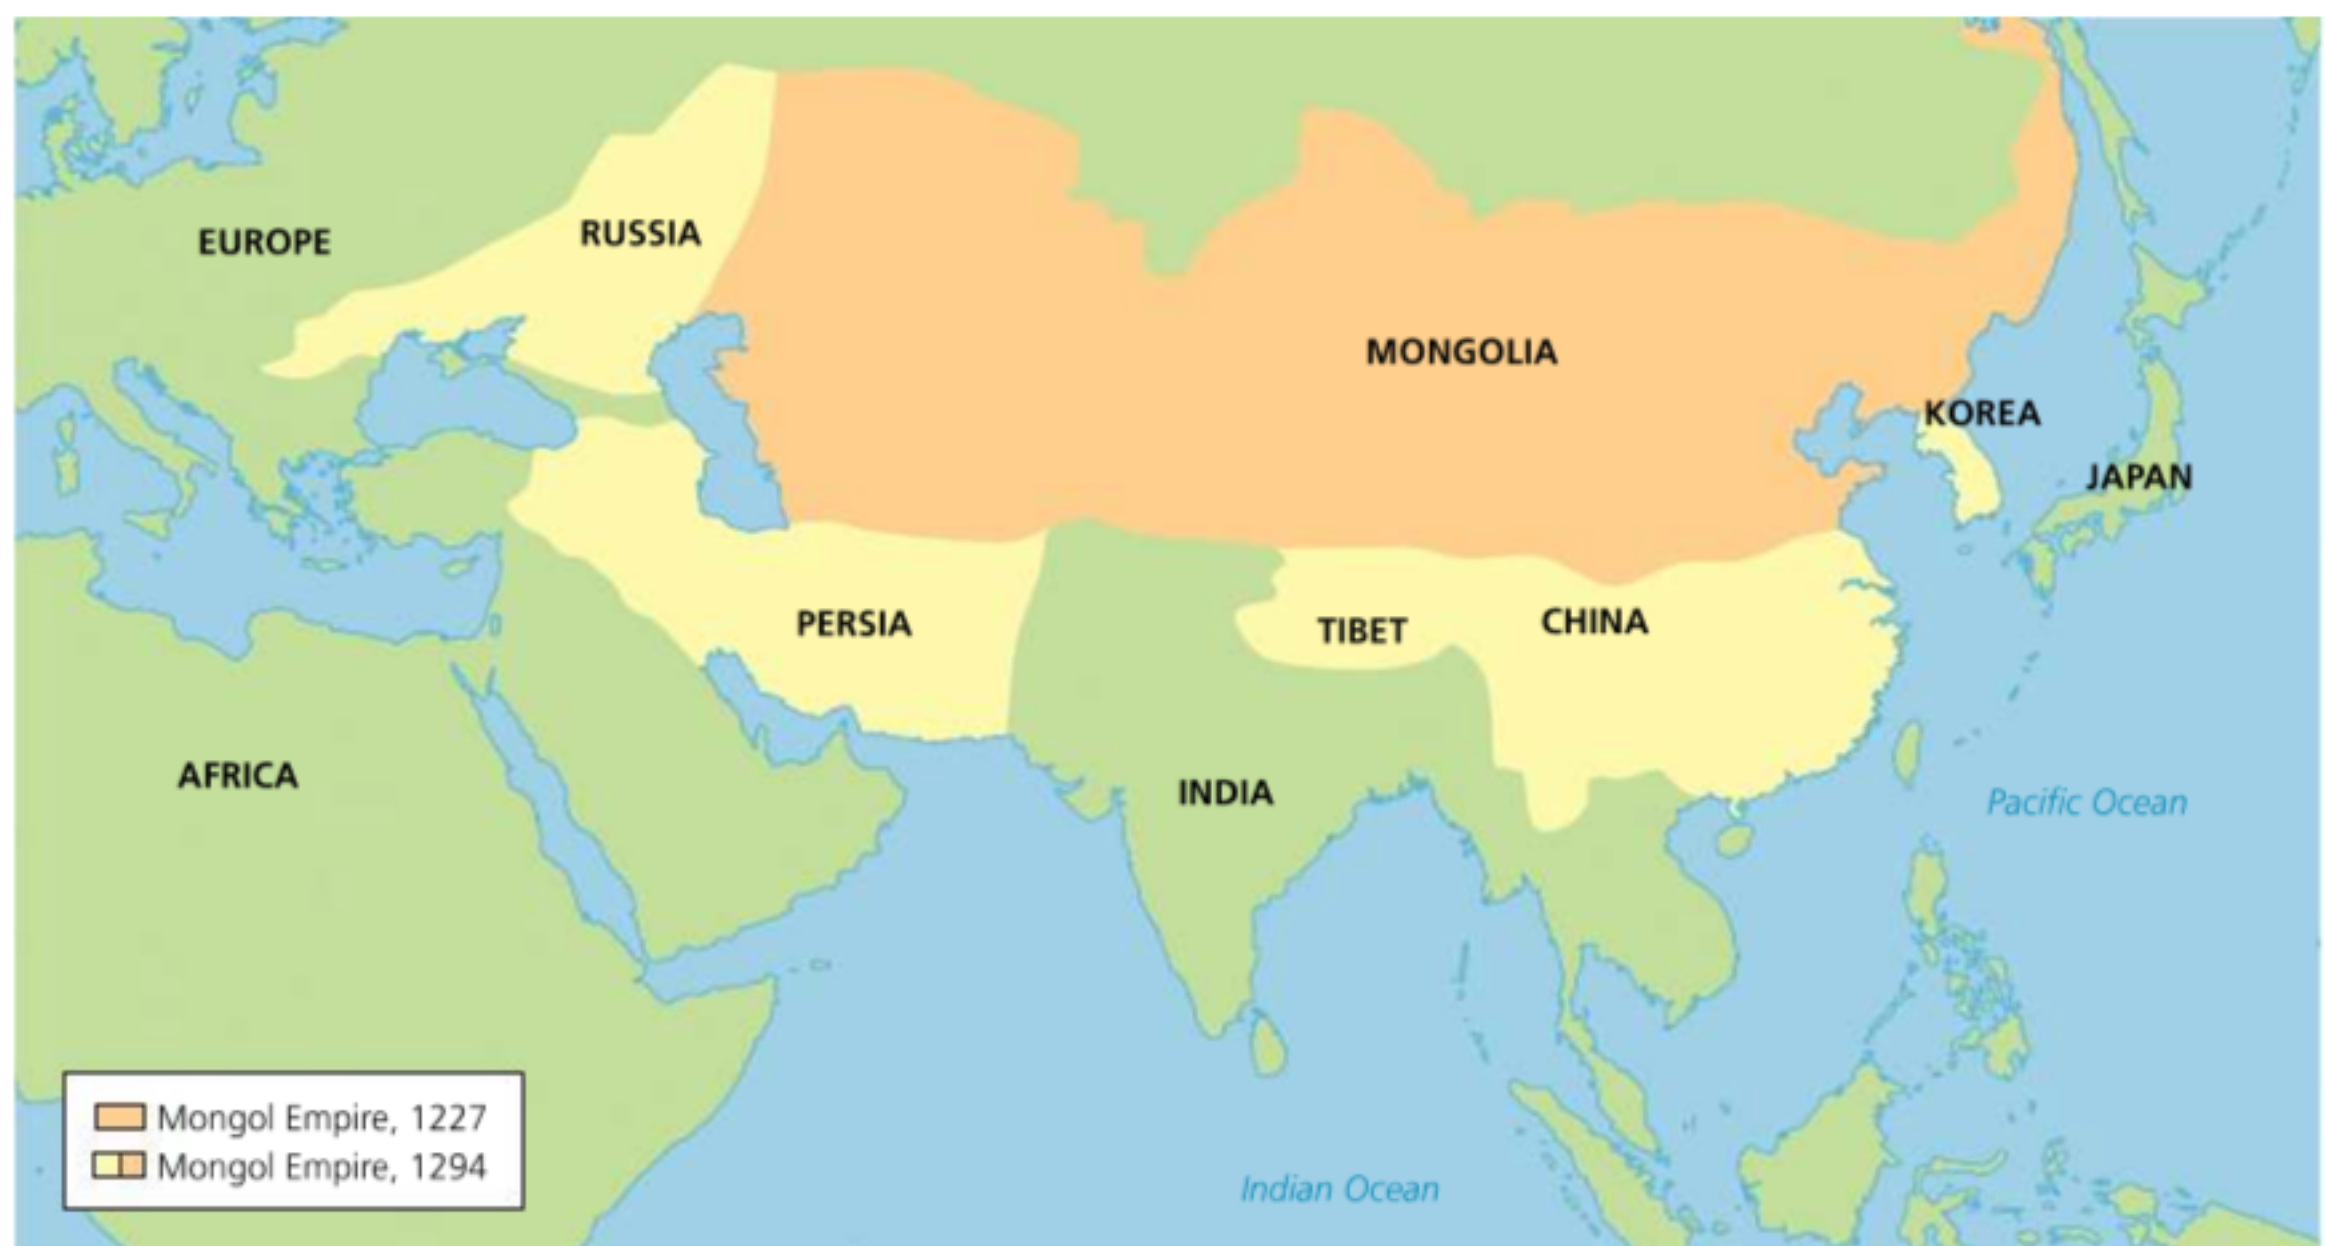 EUROPE
RUSSIA
MONGOLIA
KOREA
JAPAN
PERSIA
TIBET
CHINA
AFRICA
INDIA
Pacific Ocean
Indian Ocean
Mongol Empire, 1227
Mongol Empire, 1294